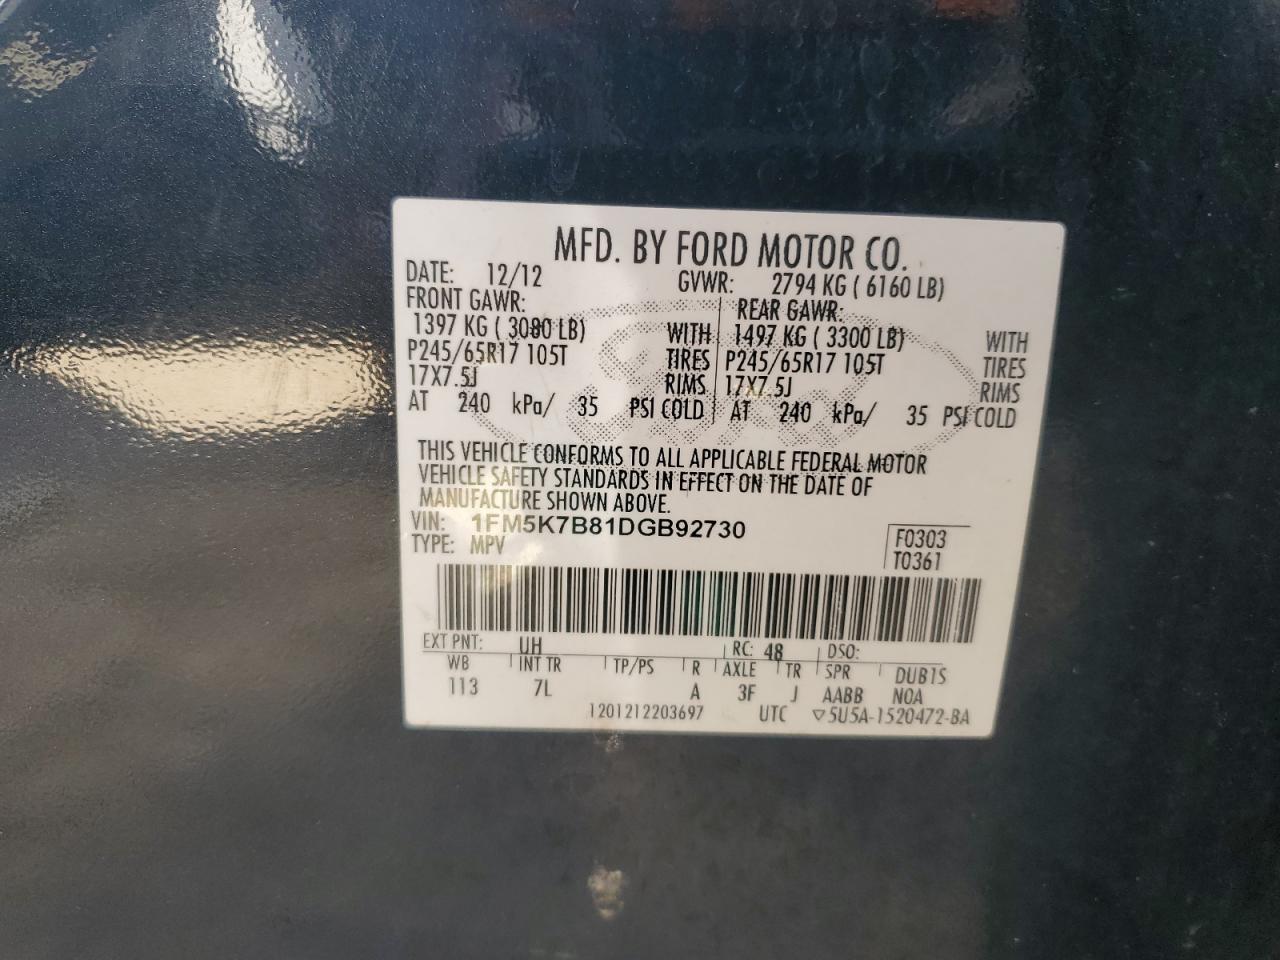 MFD. BY FORD MOTOR CO.
DATE: 12/12 GVWR: 2794 KG ( 6160 LB)
FRONT GAWR: REAR GAWR:
1397 KG ( 3080 LB) WITH 1497 KG ( 3300 LB) WITH
P245/65R17 105T TIRES P245/65R17 105T TIRES
17X7.5J RIMS 17X7.5J RIMS
AT 240 kPa/ 35 PSI COLD AT 240 kPa/ 35 PSI COLD
THIS VEHICLE CONFORMS TO ALL APPLICABLE FEDERAL MOTOR
VEHICLE SAFETY STANDARDS IN EFFECT ON THE DATE OF
MANUFACTURE SHOWN ABOVE.
VIN: 1FM5K7B81DGB92730 F0303
TYPE: MPV T0361
EXT PNT: UH RC: 48 DSO:
WB INT TR TP/PS R AXLE TR SPR DUB1S
113 7L A 3F J AABB NOA
1201212203697 UTC ▽5U5A-1520472-BA